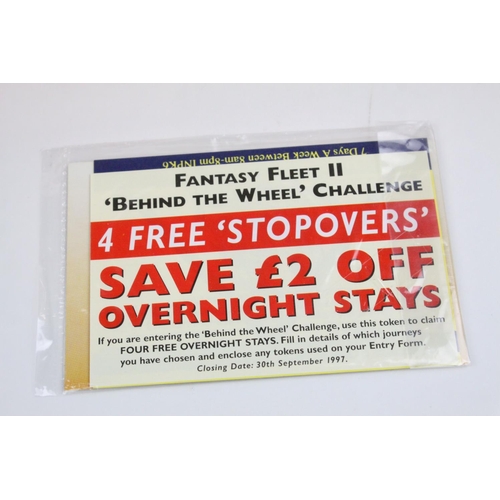 7 Days A Week Between 8am-8pm INPK6
FANTASY FLEET II
‘BEHIND THE WHEEL’ CHALLENGE
4 FREE ‘STOPOVERS’
SAVE £2 OFF
OVERNIGHT STAYS
If you are entering the ‘Behind the Wheel’ Challenge, use this token to claim
FOUR FREE OVERNIGHT STAYS. Fill in details of which journeys
you have chosen and enclose any tokens used on your Entry Form.
Closing Date: 30th September 1997.